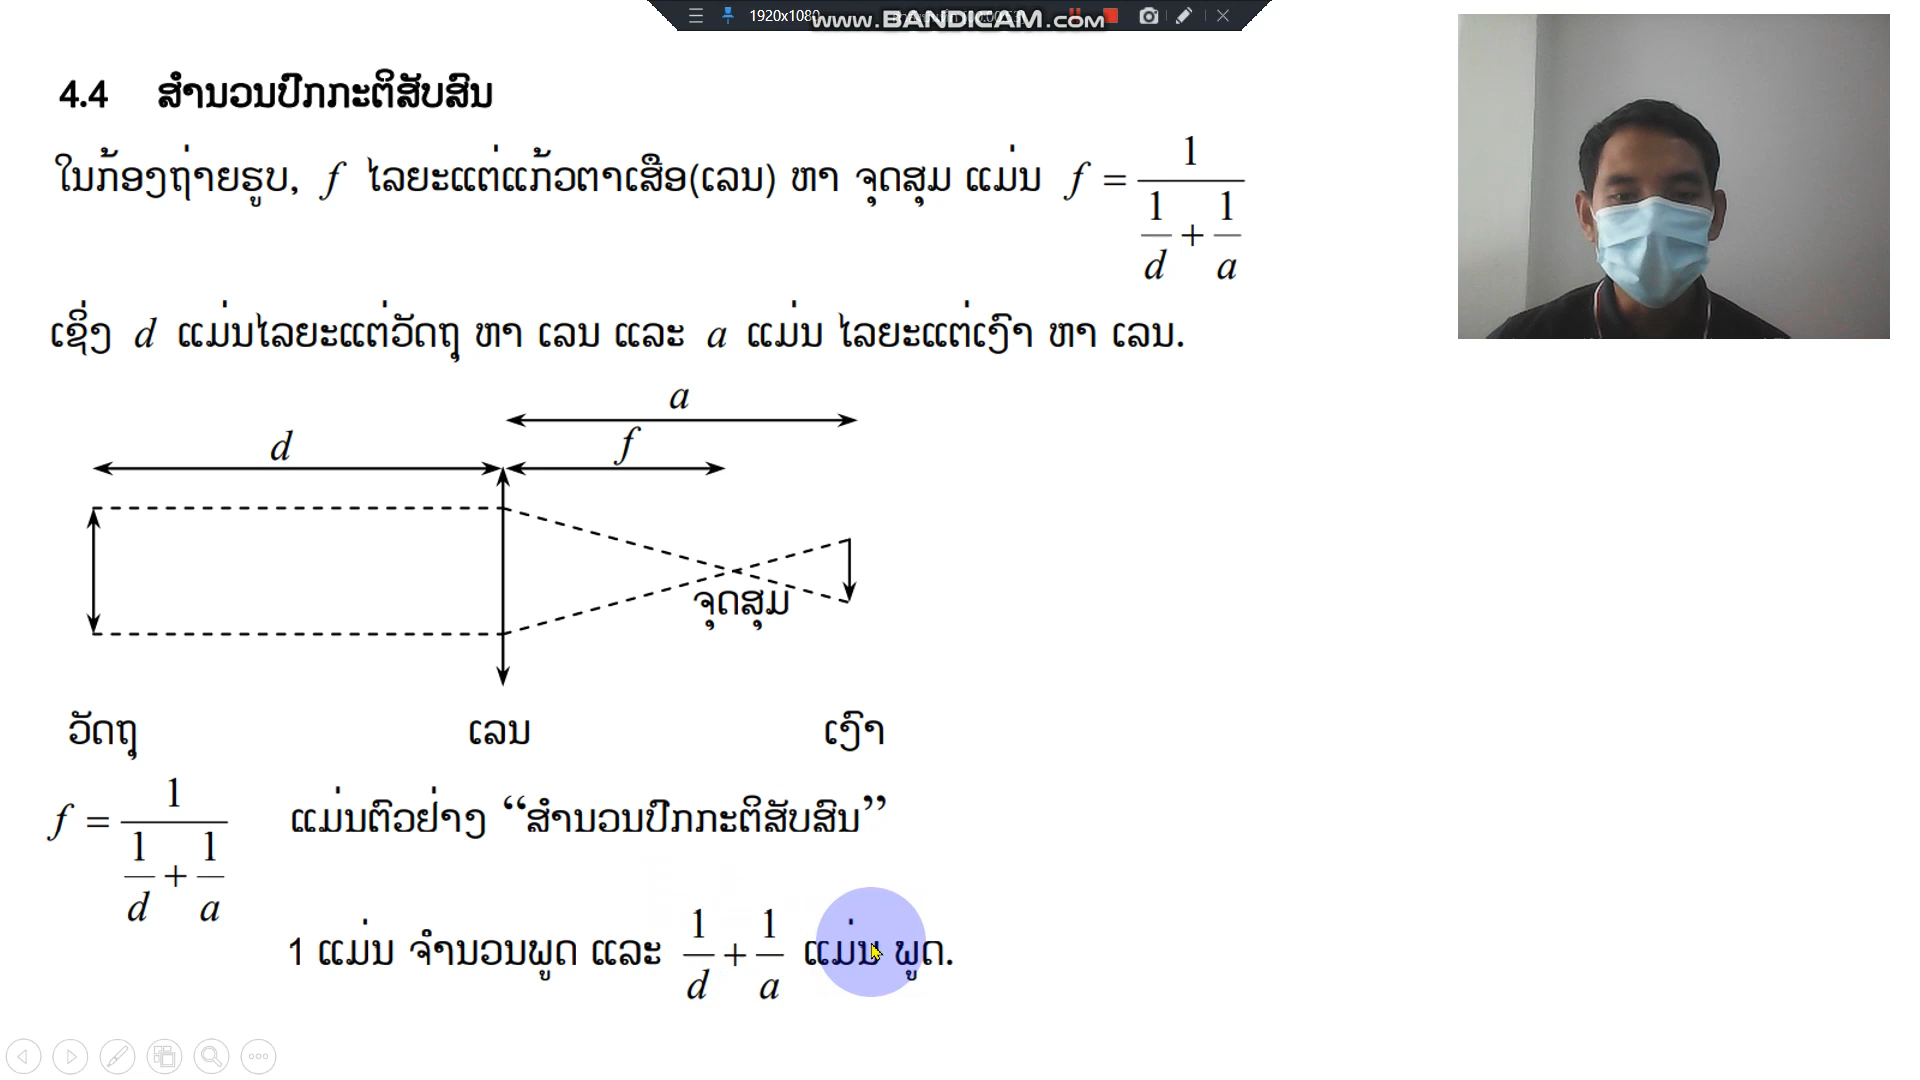 1920x1080
www.BANDICAM.com
4.4 ສຳນວນປົກກະຕິສັບສົນ
ໃນກ້ອງຖ່າຍຮູບ, f ໄລຍະແຕ່ແກ້ວຕາເສືອ(ເລນ) ຫາ ຈຸດສຸມ ແມ່ນ f = 1 / (1/d + 1/a)
ເຊິ່ງ d ແມ່ນໄລຍະແຕ່ວັດຖຸ ຫາ ເລນ ແລະ a ແມ່ນ ໄລຍະແຕ່ເງົາ ຫາ ເລນ.
a
d f
ຈຸດສຸມ
ວັດຖຸ ເລນ ເງົາ
f = 1 / (1/d + 1/a) ແມ່ນຕົວຢ່າງ “ສຳນວນປົກກະຕິສັບສົນ”
1 ແມ່ນ ຈຳນວນພູດ ແລະ 1/d + 1/a ແມ່ນ ພູດ.